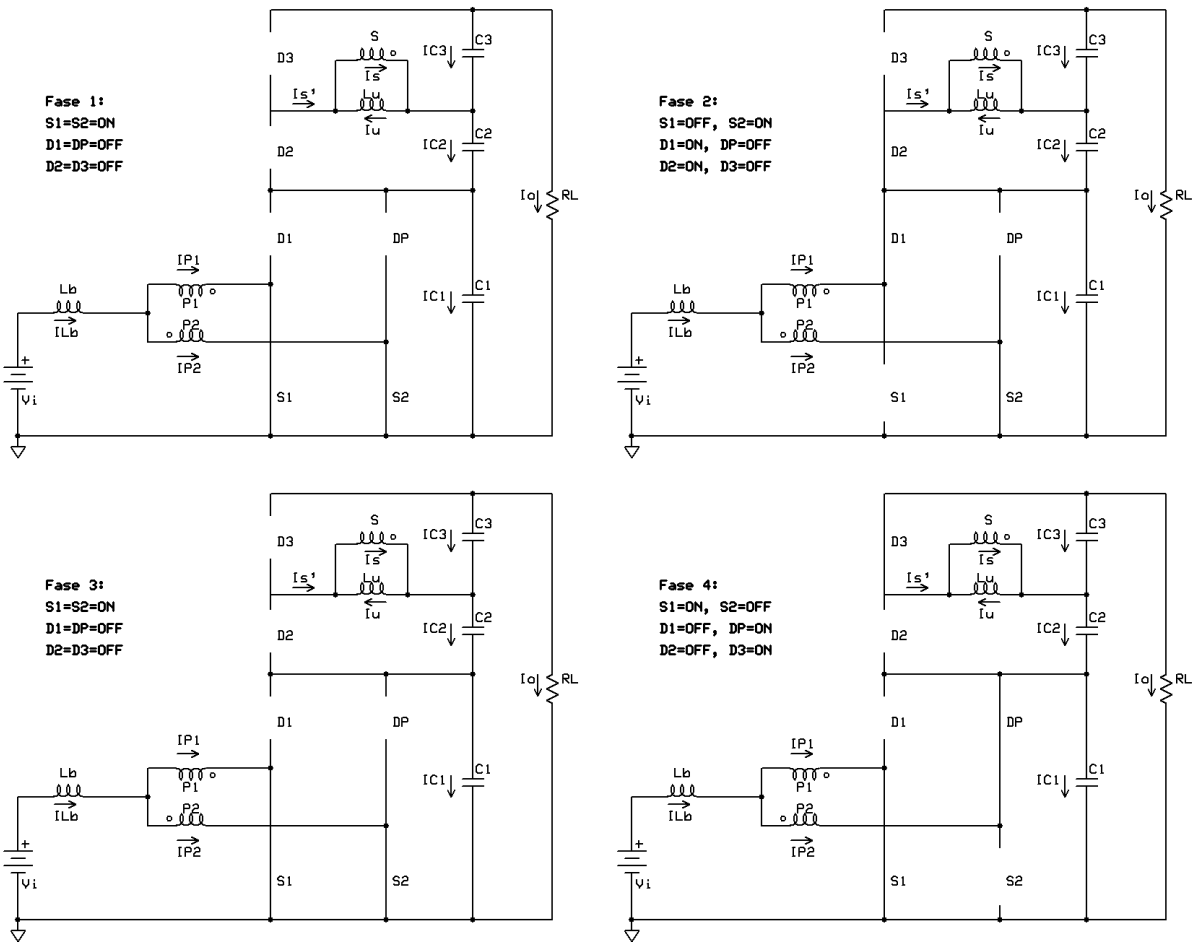 Fase 1:
S1=S2=ON
D1=DP=OFF
D2=D3=OFF
S
Is
Lu
Iu
Is'
D3
D2
D1
DP
IC3
C3
IC2
C2
IC1
C1
Io
RL
IP1
P1
P2
IP2
Lb
ILb
+
Vi
S1
S2
Fase 2:
S1=OFF, S2=ON
D1=ON, DP=OFF
D2=ON, D3=OFF
S
Is
Lu
Iu
Is'
D3
D2
D1
DP
IC3
C3
IC2
C2
IC1
C1
Io
RL
IP1
P1
P2
IP2
Lb
ILb
+
Vi
S1
S2
Fase 3:
S1=S2=ON
D1=DP=OFF
D2=D3=OFF
S
Is
Lu
Iu
Is'
D3
D2
D1
DP
IC3
C3
IC2
C2
IC1
C1
Io
RL
IP1
P1
P2
IP2
Lb
ILb
+
Vi
S1
S2
Fase 4:
S1=ON, S2=OFF
D1=OFF, DP=ON
D2=OFF, D3=ON
S
Is
Lu
Iu
Is'
D3
D2
D1
DP
IC3
C3
IC2
C2
IC1
C1
Io
RL
IP1
P1
P2
IP2
Lb
ILb
+
Vi
S1
S2